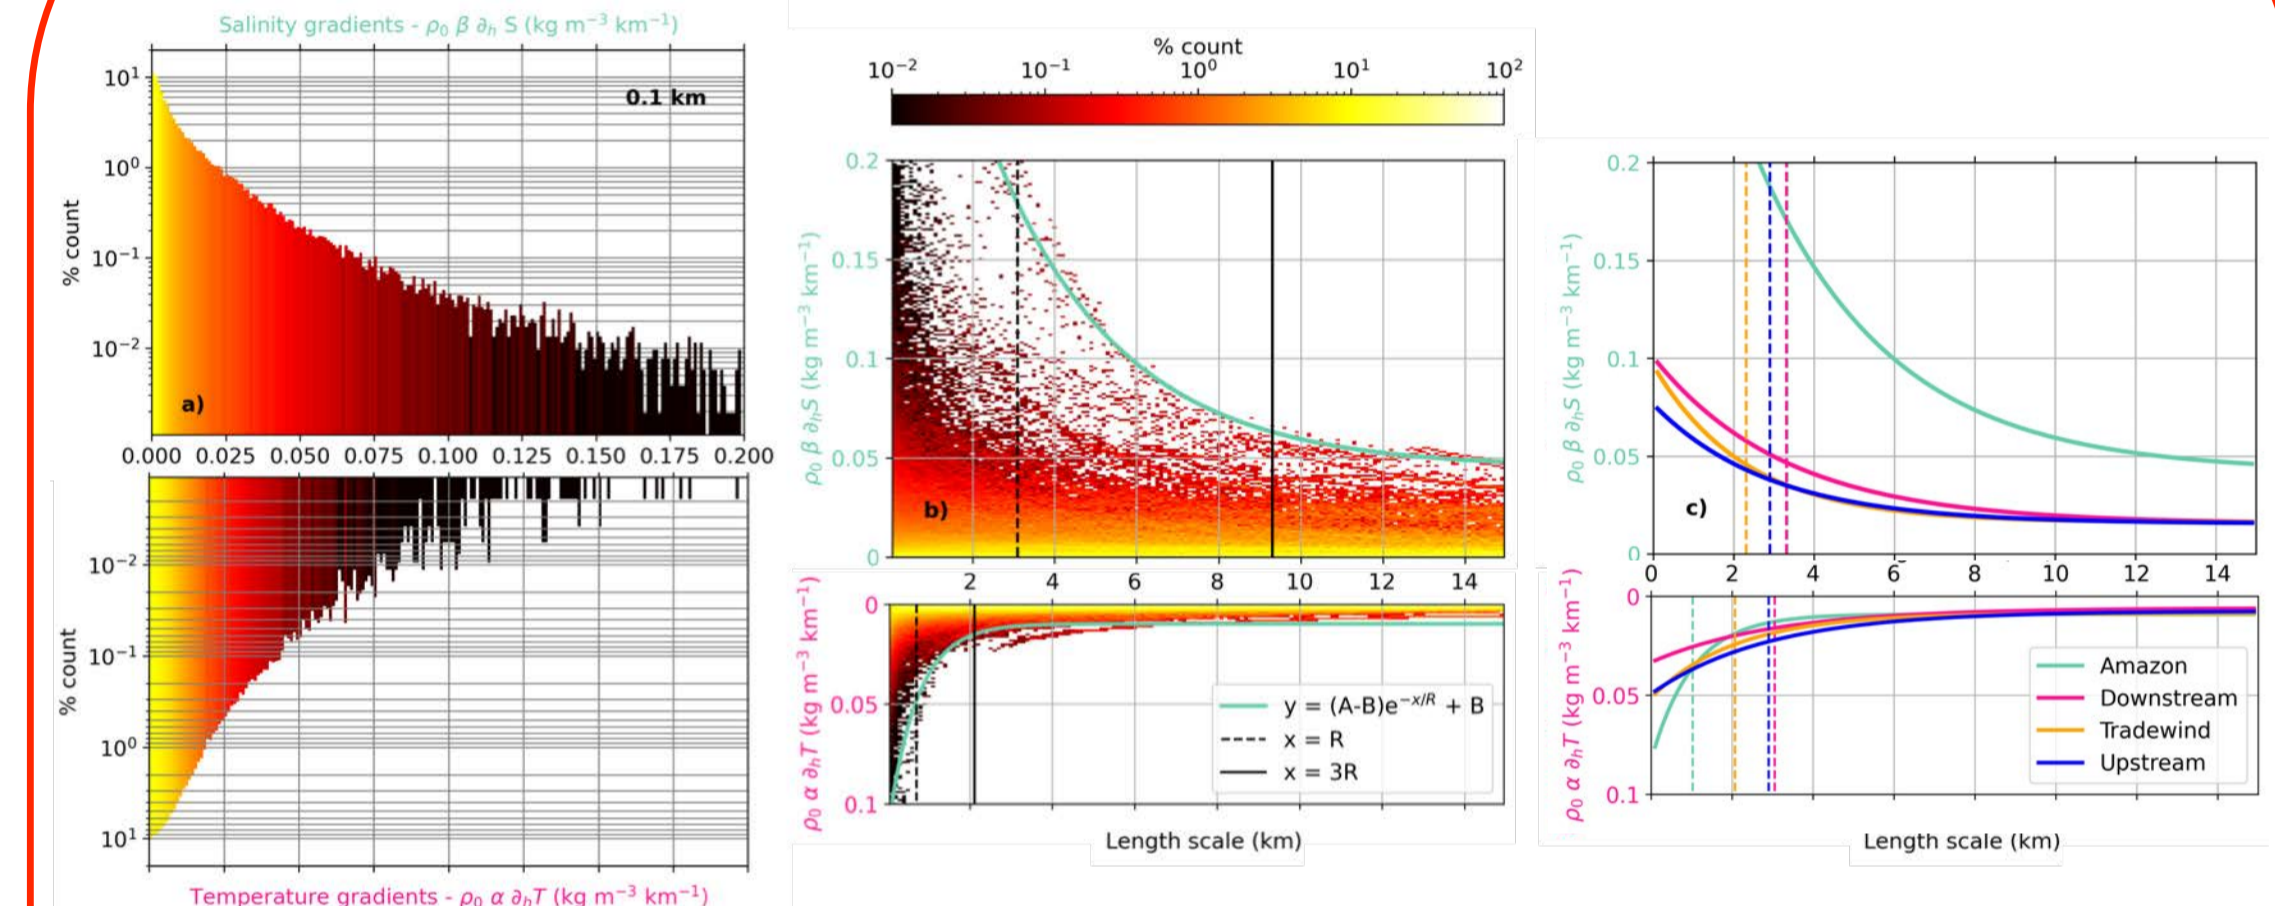 Salinity gradients - ρ₀ β ∂ₕ S (kg m⁻³ km⁻¹)
10¹
10⁰
10⁻¹
10⁻²
% count
0.1 km
a)
0.000 0.025 0.050 0.075 0.100 0.125 0.150 0.175 0.200
10⁻²
10⁻¹
10⁰
10¹
% count
Temperature gradients - ρ₀ α ∂ₕT (kg m⁻³ km⁻¹)
% count
10⁻² 10⁻¹ 10⁰ 10¹ 10²
0.2
0.15
0.1
0.05
0
ρ₀ β ∂ₕS (kg m⁻³ km⁻¹)
b)
2 4 6 8 10 12 14
0
0.05
0.1
ρ₀ α ∂ₕT (kg m⁻³ km⁻¹)
y = (A-B)e⁻ˣ/ᴿ + B
x = R
x = 3R
Length scale (km)
0.2
0.15
0.1
0.05
0
ρ₀ β ∂ₕS (kg m⁻³ km⁻¹)
c)
0 2 4 6 8 10 12 14
0
0.05
0.1
ρ₀ α ∂ₕT (kg m⁻³ km⁻¹)
Amazon
Downstream
Tradewind
Upstream
Length scale (km)